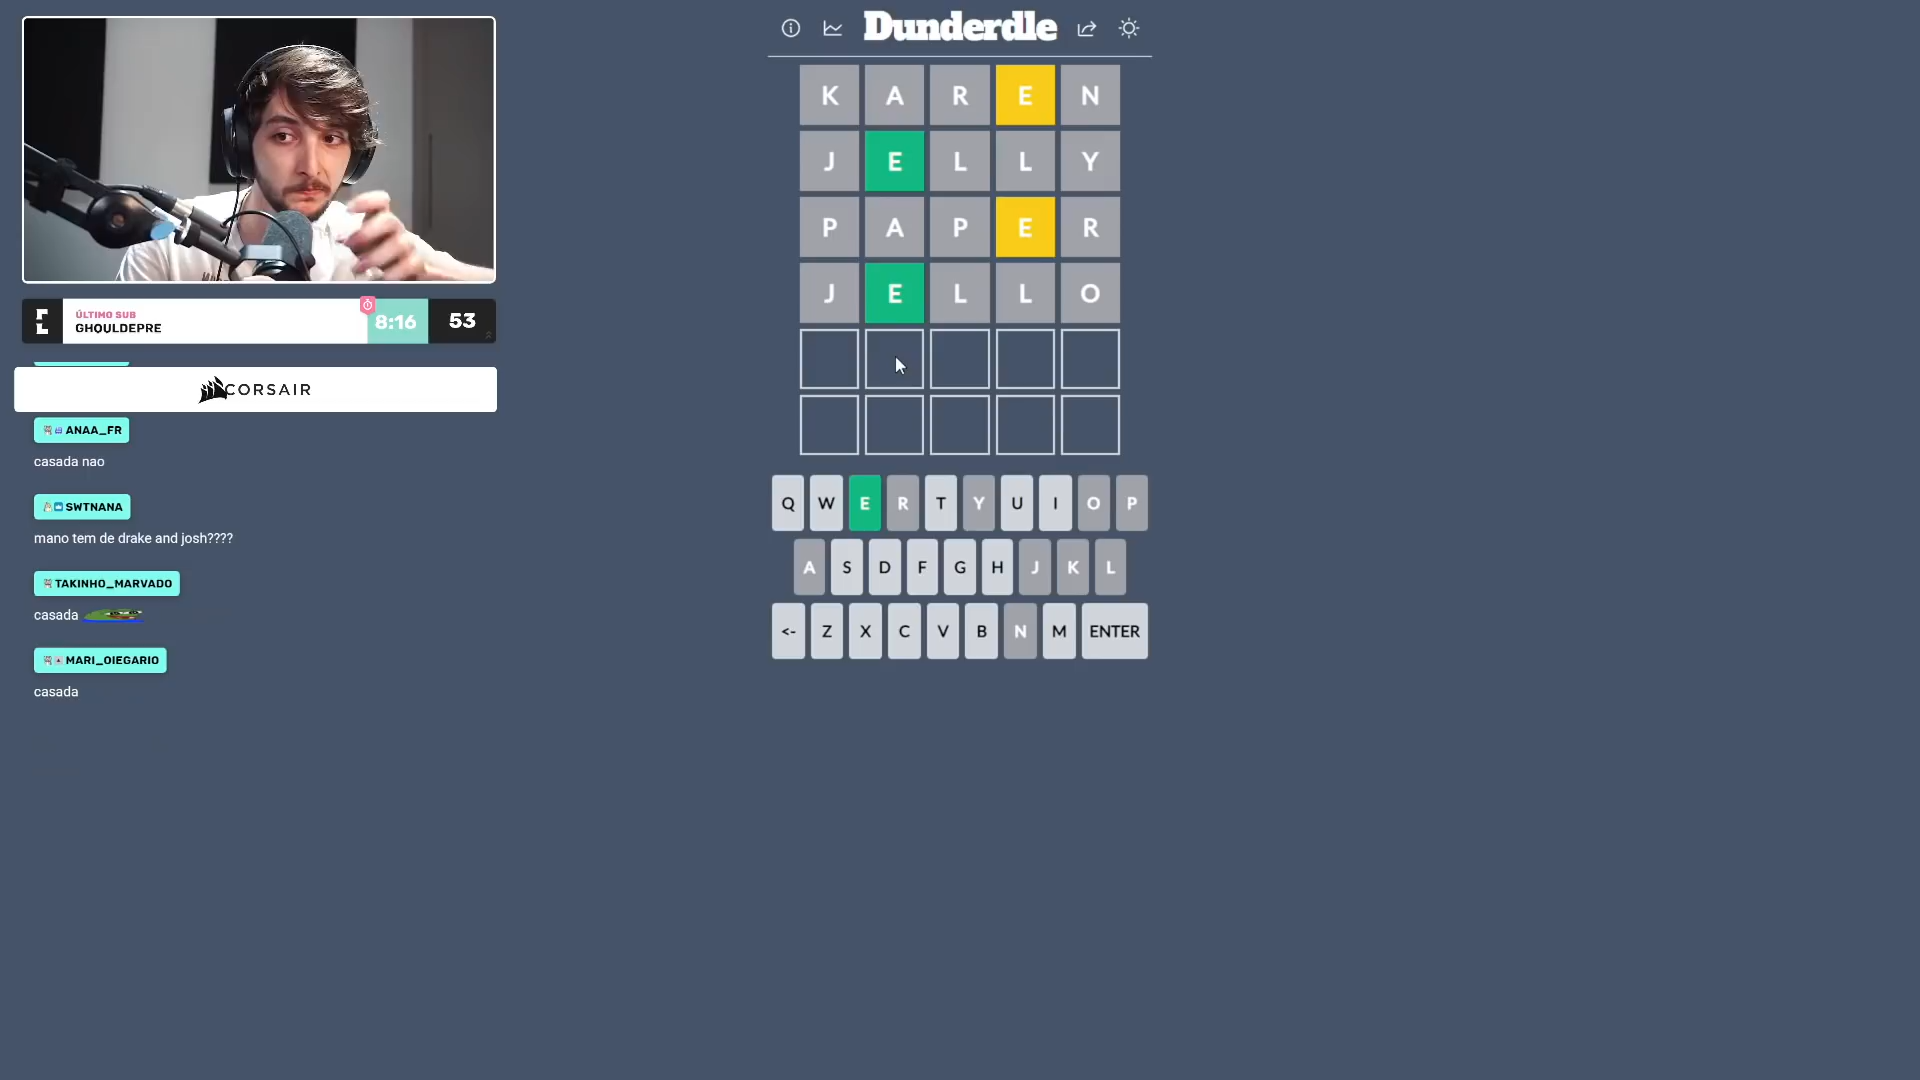 Dunderdle
K A R E N
J E L L Y
P A P E R
J E L L O
Q W E R T Y U I O P
A S D F G H J K L
<- Z X C V B N M ENTER
ÚLTIMO SUB
GHOULDEPRE
8:16
53
CORSAIR
ANAA_FR
casada nao
SWTNANA
mano tem de drake and josh????
TAKINHO_MARVADO
casada
MARI_OIEGARIO
casada